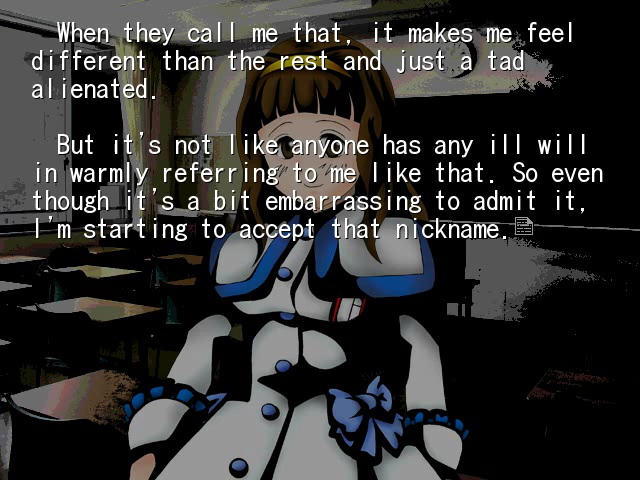 When they call me that, it makes me feel
different than the rest and just a tad
alienated.
But it's not like anyone has any ill will
in warmly referring to me like that. So even
though it's a bit embarrassing to admit it,
I'm starting to accept that nickname.